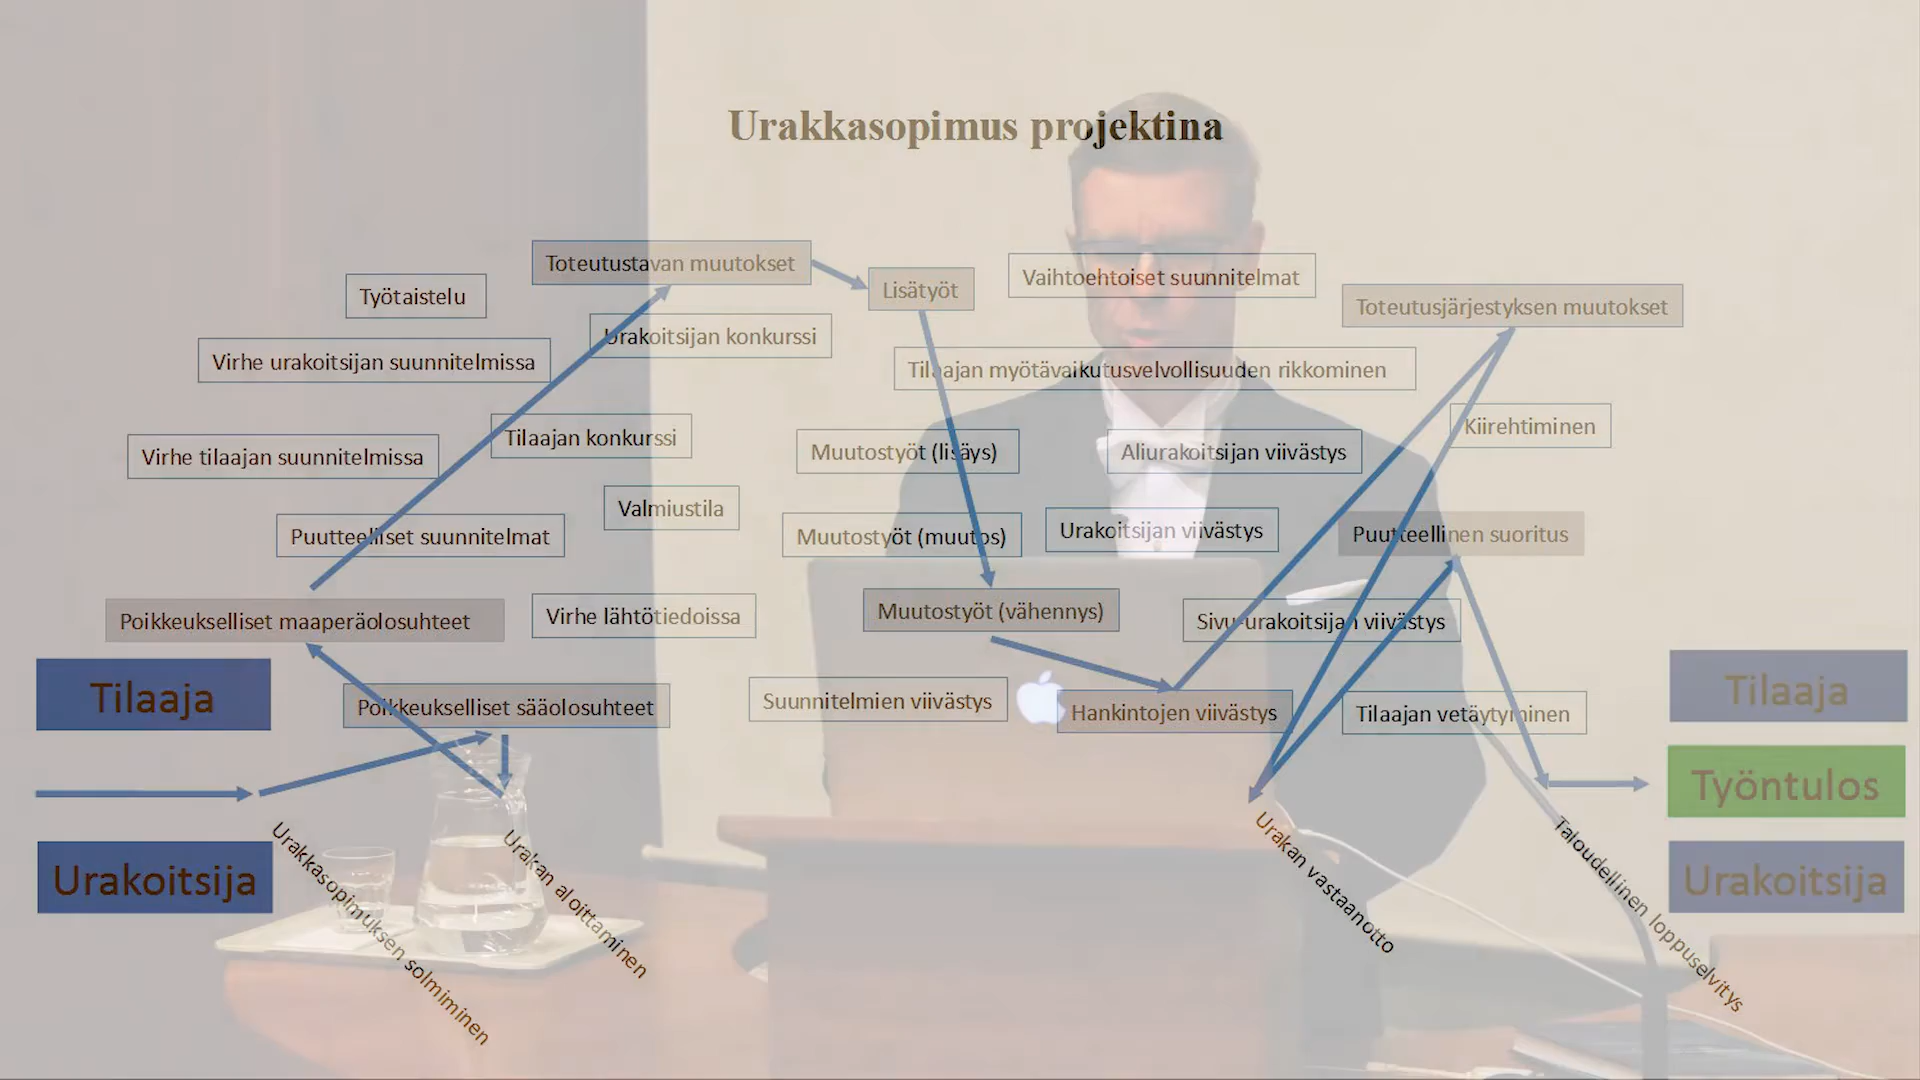 Urakkasopimus projektina
Toteutustavan muutokset
Työtaistelu
Lisätyöt
Vaihtoehtoiset suunnitelmat
Toteutusjärjestyksen muutokset
Urakoitsijan konkurssi
Virhe urakoitsijan suunnitelmissa
Tilaajan myötävaikutusvelvollisuuden rikkominen
Kiirehtiminen
Tilaajan konkurssi
Virhe tilaajan suunnitelmissa
Muutostyöt (lisäys)
Aliurakoitsijan viivästys
Valmiustila
Puutteelliset suunnitelmat
Muutostyöt (muutos)
Urakoitsijan viivästys
Puutteellinen suoritus
Poikkeukselliset maaperäolosuhteet
Virhe lähtötiedoissa
Muutostyöt (vähennys)
Sivu-urakoitsijan viivästys
Tilaaja
Poikkeukselliset sääolosuhteet
Suunnitelmien viivästys
Hankintojen viivästys
Tilaajan vetäytyminen
Tilaaja
Työntulos
Urakoitsija
Urakkasopimuksen solmiminen
Urakan aloittaminen
Urakan vastaanotto
Taloudellinen loppuselvitys
Urakoitsija